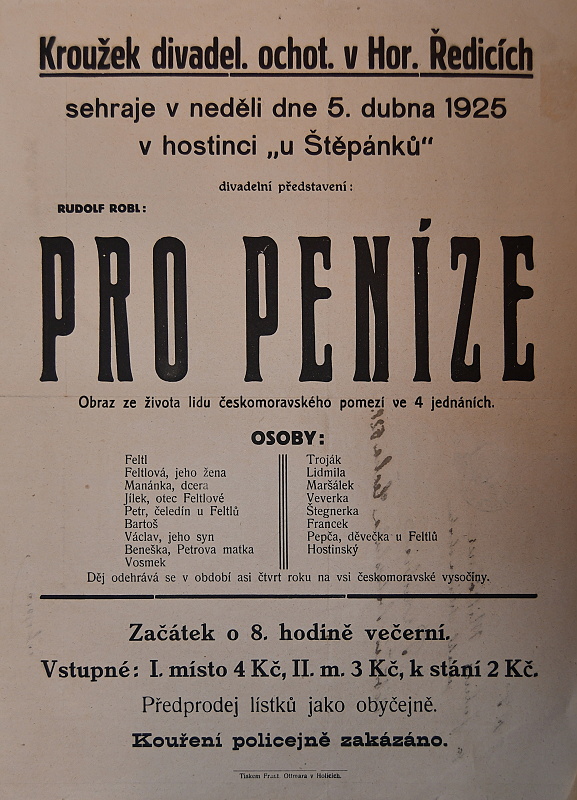 Kroužek divadel. ochot. v Hor. Ředicích
sehraje v neděli dne 5. dubna 1925
v hostinci „u Štěpánků“
divadelní představení:
RUDOLF ROBL:
PRO PENÍZE
Obraz ze života lidu českomoravského pomezí ve 4 jednáních.
OSOBY:
Feltl
Feltlová, jeho žena
Manánka, dcera
Jílek, otec Feltlové
Petr, čeledín u Feltlů
Bartoš
Václav, jeho syn
Beneška, Petrova matka
Vosmek
Troják
Lidmila
Maršálek
Veverka
Štegnerka
Francek
Pepča, děvečka u Feltlů
Hostinský
Děj odehrává se v období asi čtvrt roku na vsi českomoravské vysočiny.
Začátek o 8. hodině večerní.
Vstupné: I. místo 4 Kč, II. m. 3 Kč, k stání 2 Kč.
Předprodej lístků jako obyčejně.
Kouření policejně zakázáno.
Tiskem Frant. Ottmara v Holicích.